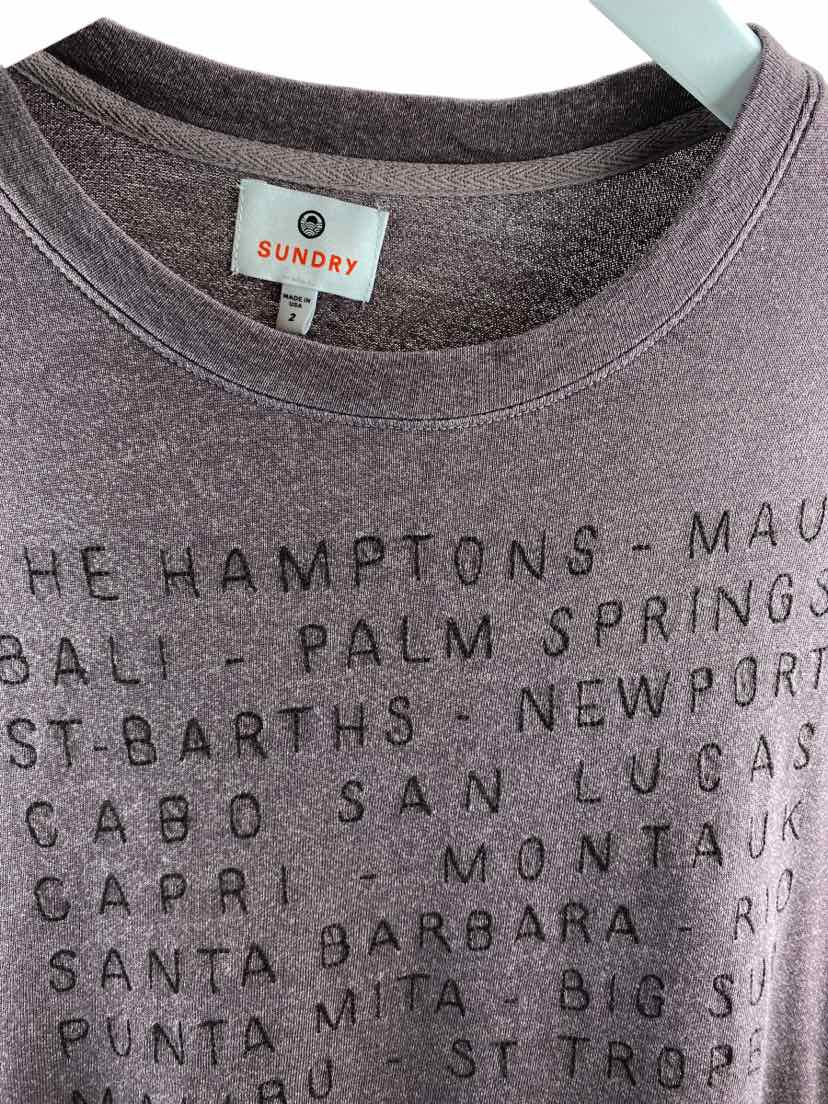 SUNDRY
MADE IN
USA
2
HE HAMPTONS - MAU
BALI - PALM SPRINGS
ST-BARTHS - NEWPORT
CABO SAN LUCAS
CAPRI - MONTAUK
SANTA BARBARA - RIO
PUNTA MITA - BIG SU
- ST TROPE